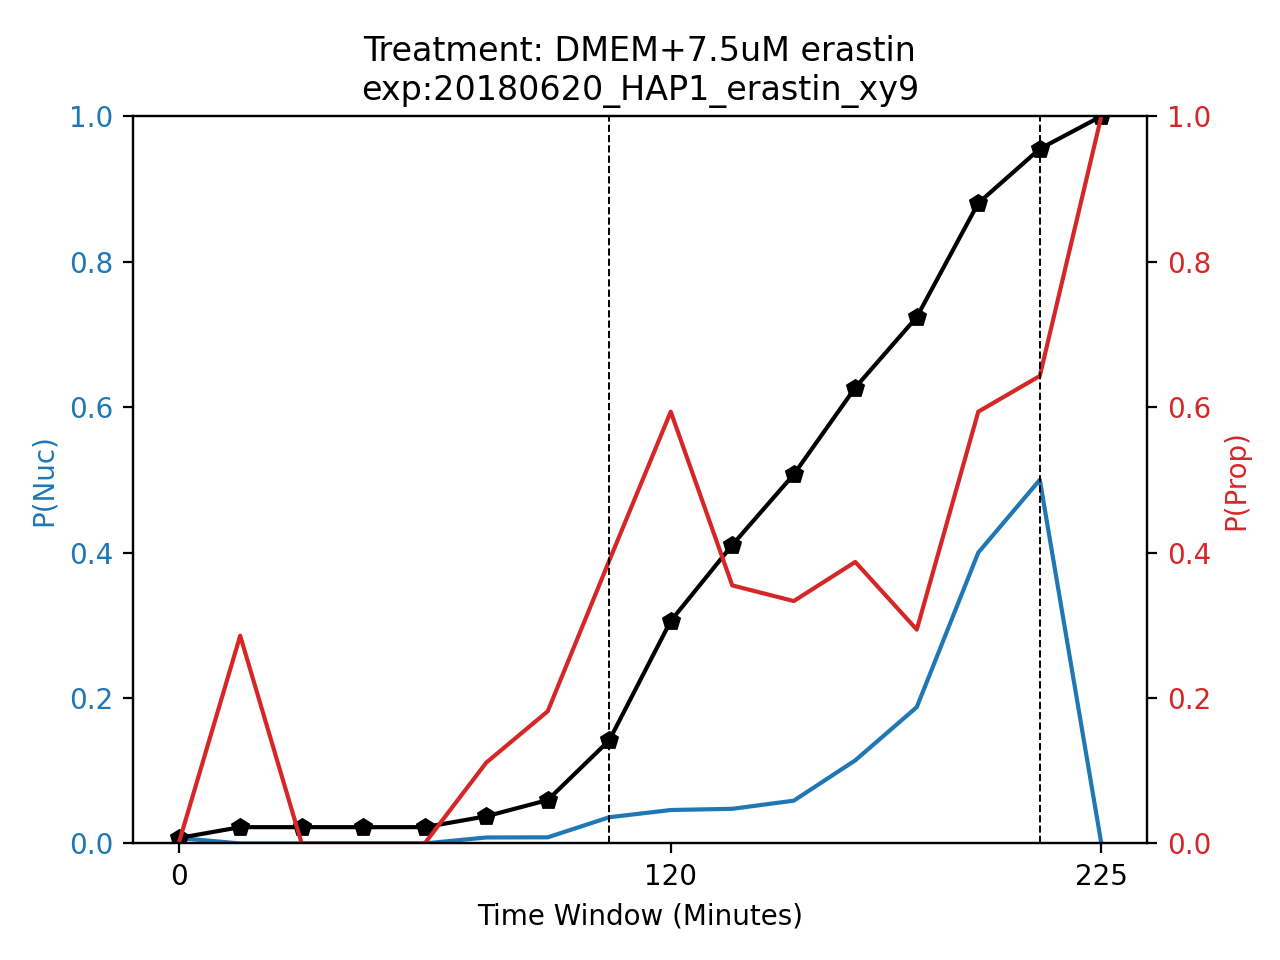 Treatment: DMEM+7.5uM erastin
exp:20180620_HAP1_erastin_xy9
1.0
0.8
0.6
0.4
0.2
0.0
P(Nuc)
1.0
0.8
0.6
0.4
0.2
0.0
P(Prop)
0 120 225
Time Window (Minutes)